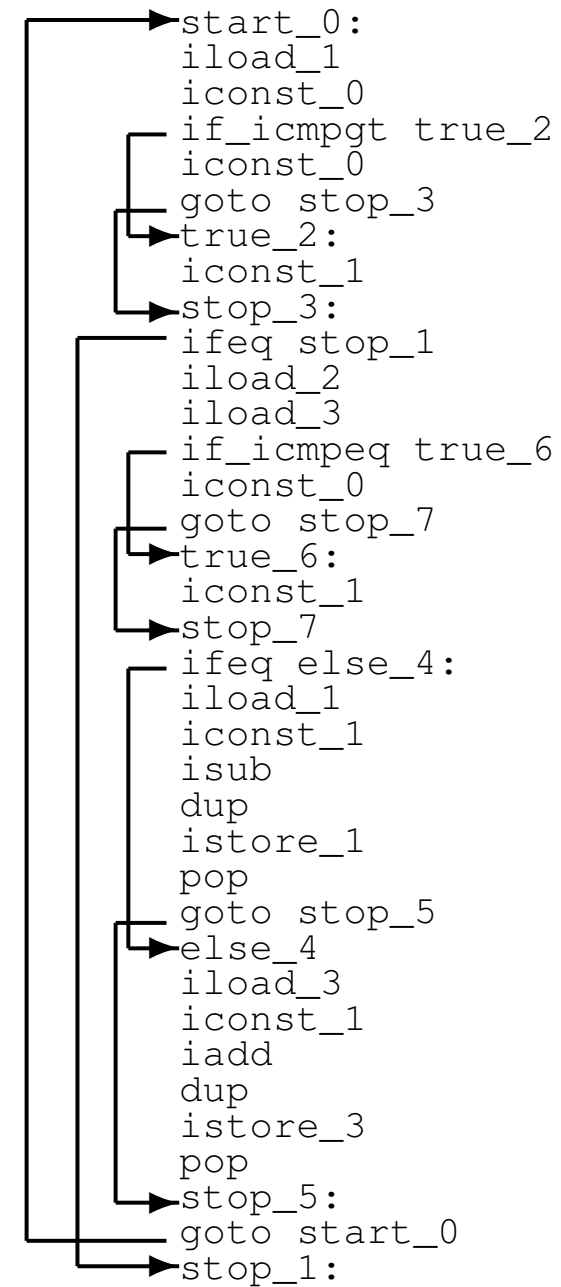 start_0:
iload_1
iconst_0
if_icmpgt true_2
iconst_0
goto stop_3
true_2:
iconst_1
stop_3:
ifeq stop_1
iload_2
iload_3
if_icmpeq true_6
iconst_0
goto stop_7
true_6:
iconst_1
stop_7
ifeq else_4:
iload_1
iconst_1
isub
dup
istore_1
pop
goto stop_5
else_4
iload_3
iconst_1
iadd
dup
istore_3
pop
stop_5:
goto start_0
stop_1: